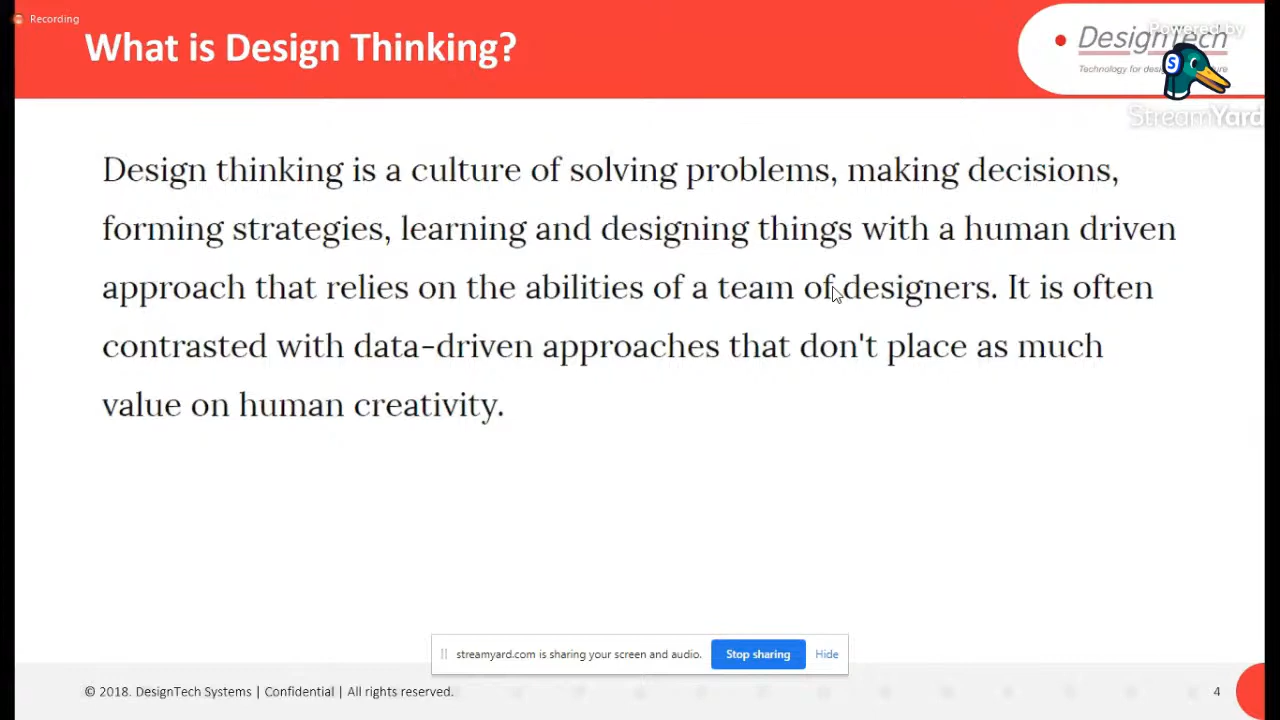 Recording
What is Design Thinking?
DesignTech
Powered by
Technology for
StreamYard
Design thinking is a culture of solving problems, making decisions,
forming strategies, learning and designing things with a human driven
approach that relies on the abilities of a team of designers. It is often
contrasted with data-driven approaches that don't place as much
value on human creativity.
streamyard.com is sharing your screen and audio.
Stop sharing
Hide
© 2018. DesignTech Systems | Confidential | All rights reserved.
4